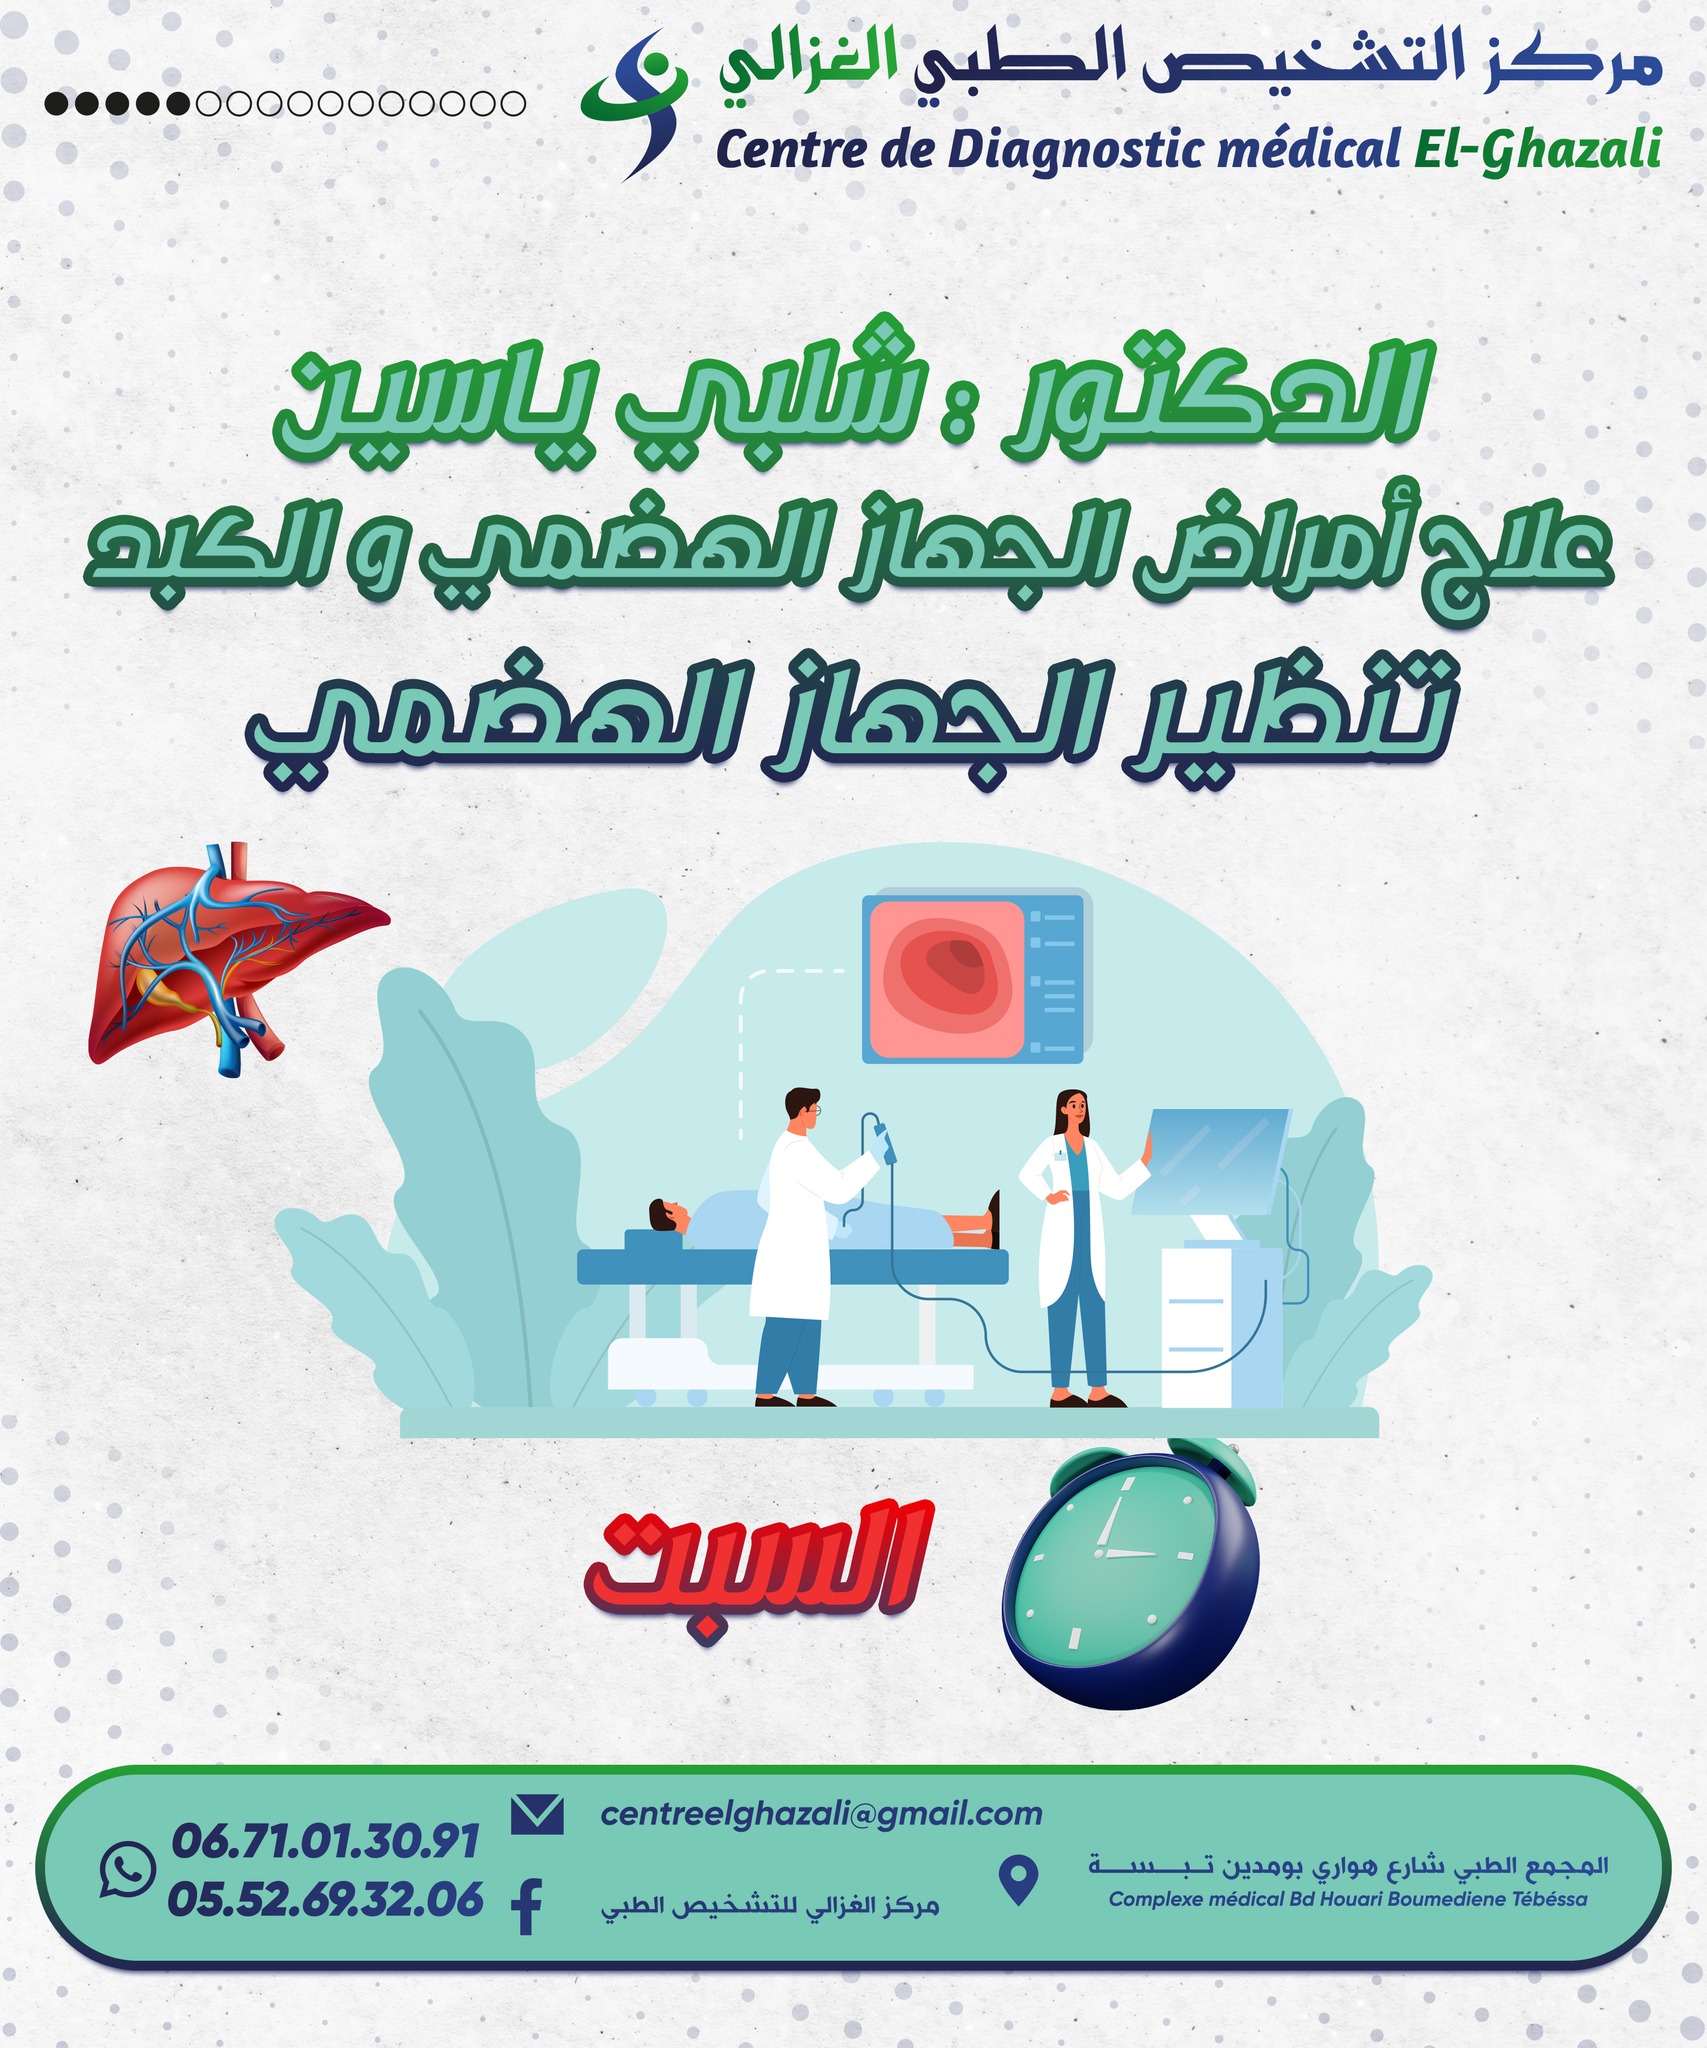 مركز التشخيص الطبي الغزالي
Centre de Diagnostic médical El-Ghazali
الدكتور : شلبي ياسين
علاج أمراض الجهاز الهضمي و الكبد
تنظير الجهاز الهضمي
السبت
06.71.01.30.91
05.52.69.32.06
centreelghazali@gmail.com
مركز الغزالي للتشخيص الطبي
المجمع الطبي شارع هواري بومدين تـبـــســـة
Complexe médical Bd Houari Boumediene Tébéssa